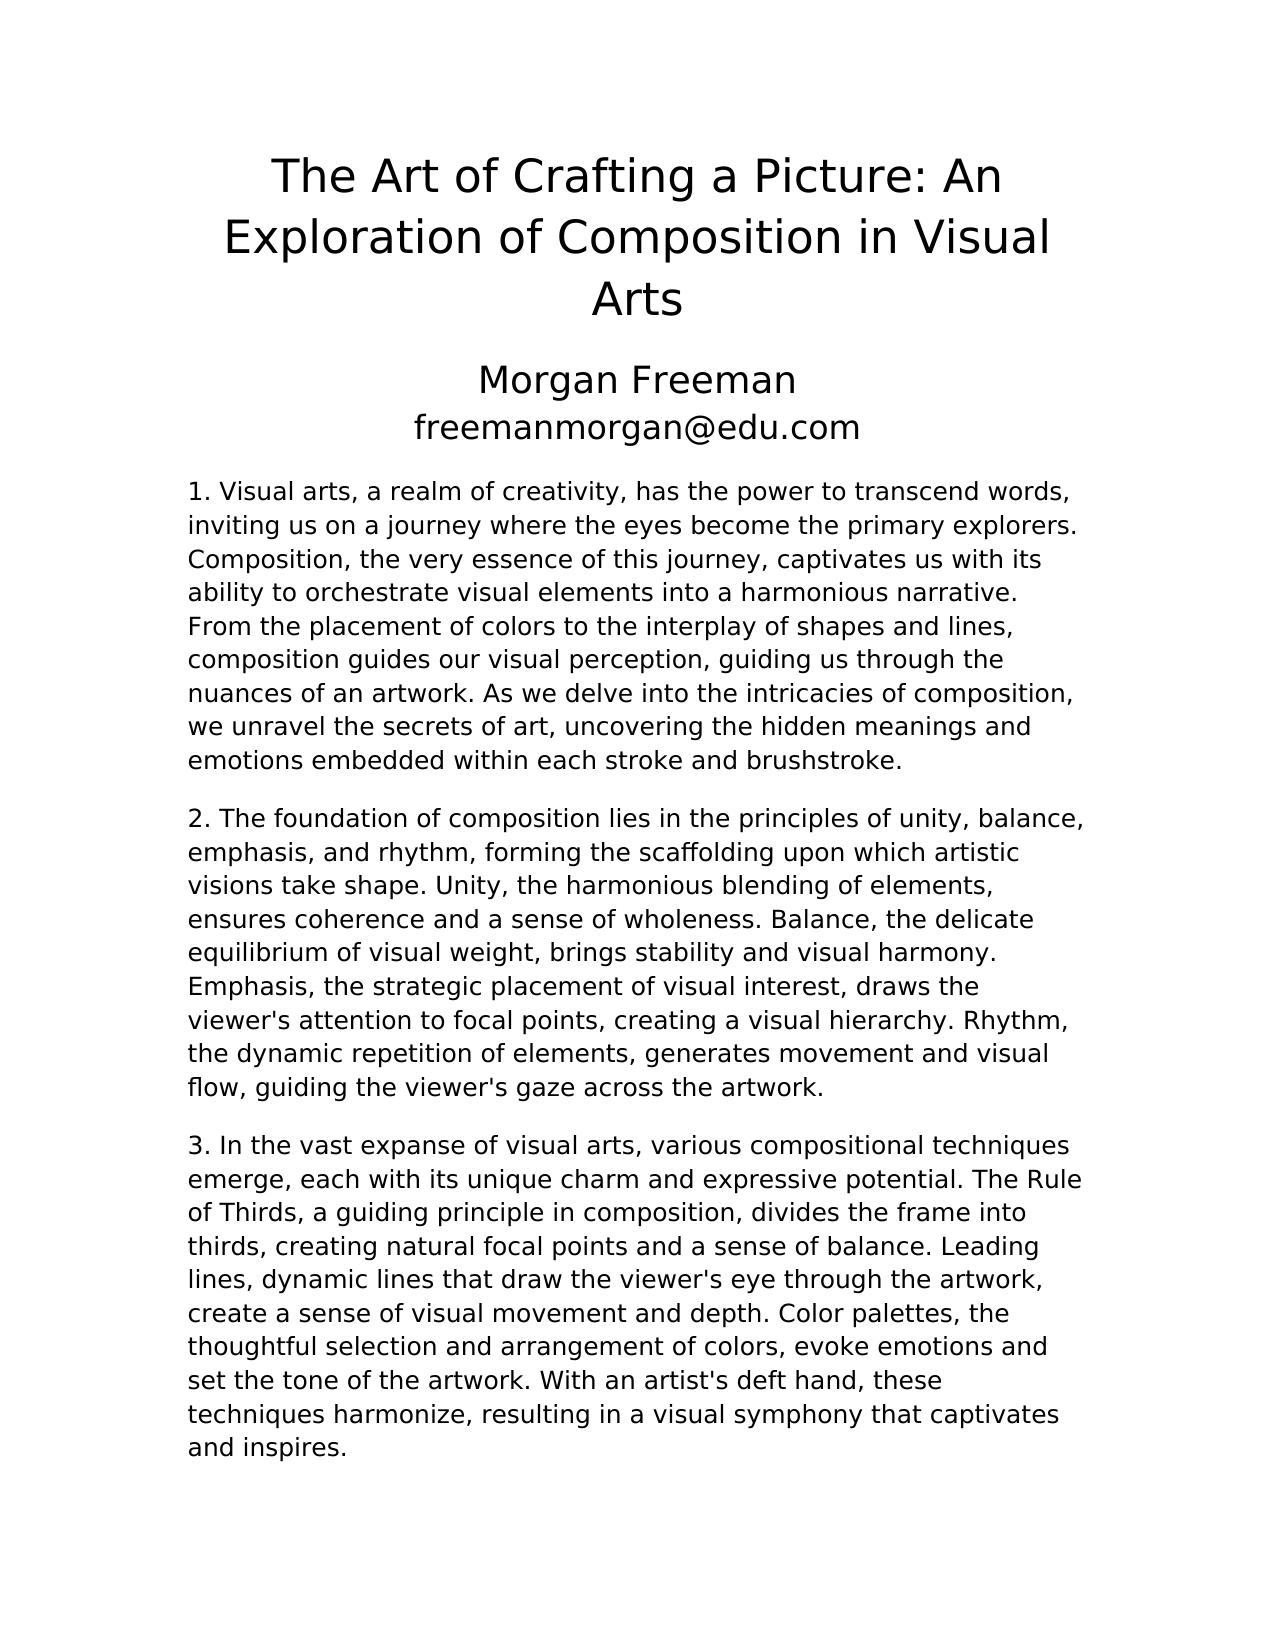 The Art of Crafting a Picture: An
Exploration of Composition in Visual
Arts
Morgan Freeman
freemanmorgan@edu.com
1. Visual arts, a realm of creativity, has the power to transcend words,
inviting us on a journey where the eyes become the primary explorers.
Composition, the very essence of this journey, captivates us with its
ability to orchestrate visual elements into a harmonious narrative.
From the placement of colors to the interplay of shapes and lines,
composition guides our visual perception, guiding us through the
nuances of an artwork. As we delve into the intricacies of composition,
we unravel the secrets of art, uncovering the hidden meanings and
emotions embedded within each stroke and brushstroke.
2. The foundation of composition lies in the principles of unity, balance,
emphasis, and rhythm, forming the scaffolding upon which artistic
visions take shape. Unity, the harmonious blending of elements,
ensures coherence and a sense of wholeness. Balance, the delicate
equilibrium of visual weight, brings stability and visual harmony.
Emphasis, the strategic placement of visual interest, draws the
viewer's attention to focal points, creating a visual hierarchy. Rhythm,
the dynamic repetition of elements, generates movement and visual
flow, guiding the viewer's gaze across the artwork.
3. In the vast expanse of visual arts, various compositional techniques
emerge, each with its unique charm and expressive potential. The Rule
of Thirds, a guiding principle in composition, divides the frame into
thirds, creating natural focal points and a sense of balance. Leading
lines, dynamic lines that draw the viewer's eye through the artwork,
create a sense of visual movement and depth. Color palettes, the
thoughtful selection and arrangement of colors, evoke emotions and
set the tone of the artwork. With an artist's deft hand, these
techniques harmonize, resulting in a visual symphony that captivates
and inspires.